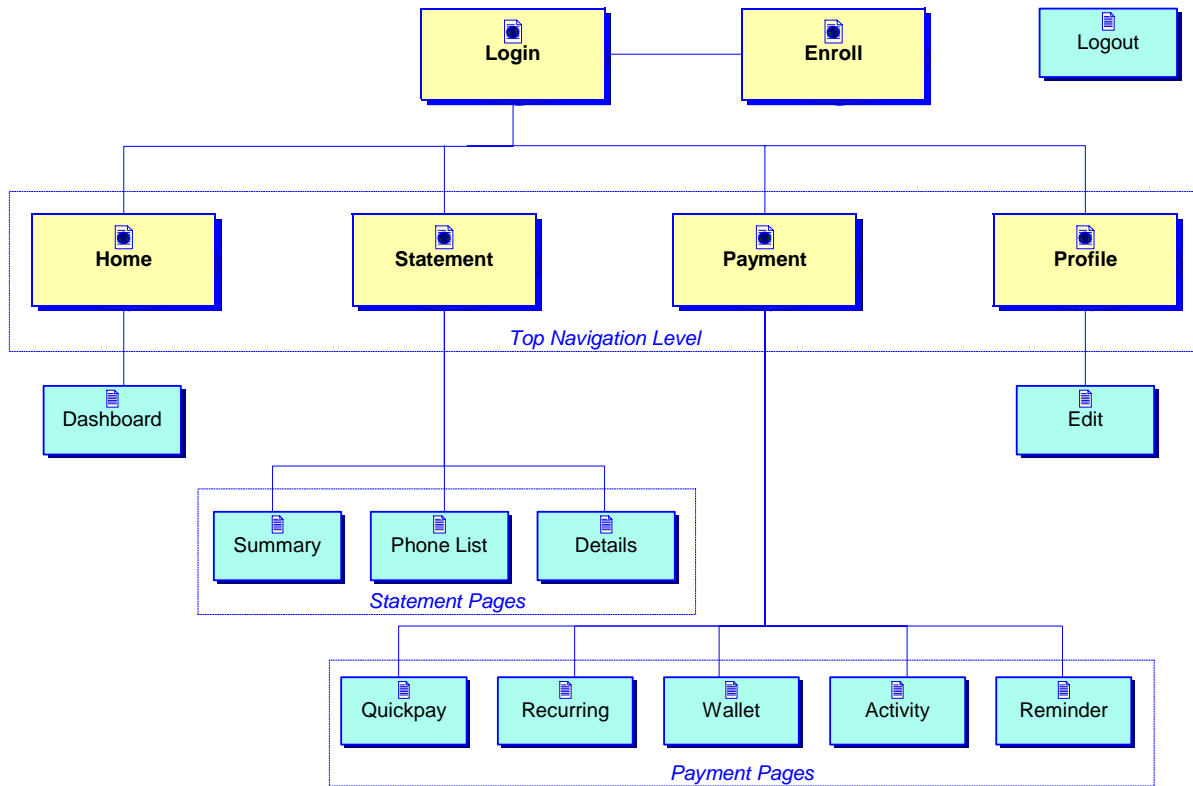 Login
Enroll
Logout
Home
Statement
Payment
Profile
Top Navigation Level
Dashboard
Edit
Summary
Phone List
Details
Statement Pages
Quickpay
Recurring
Wallet
Activity
Reminder
Payment Pages